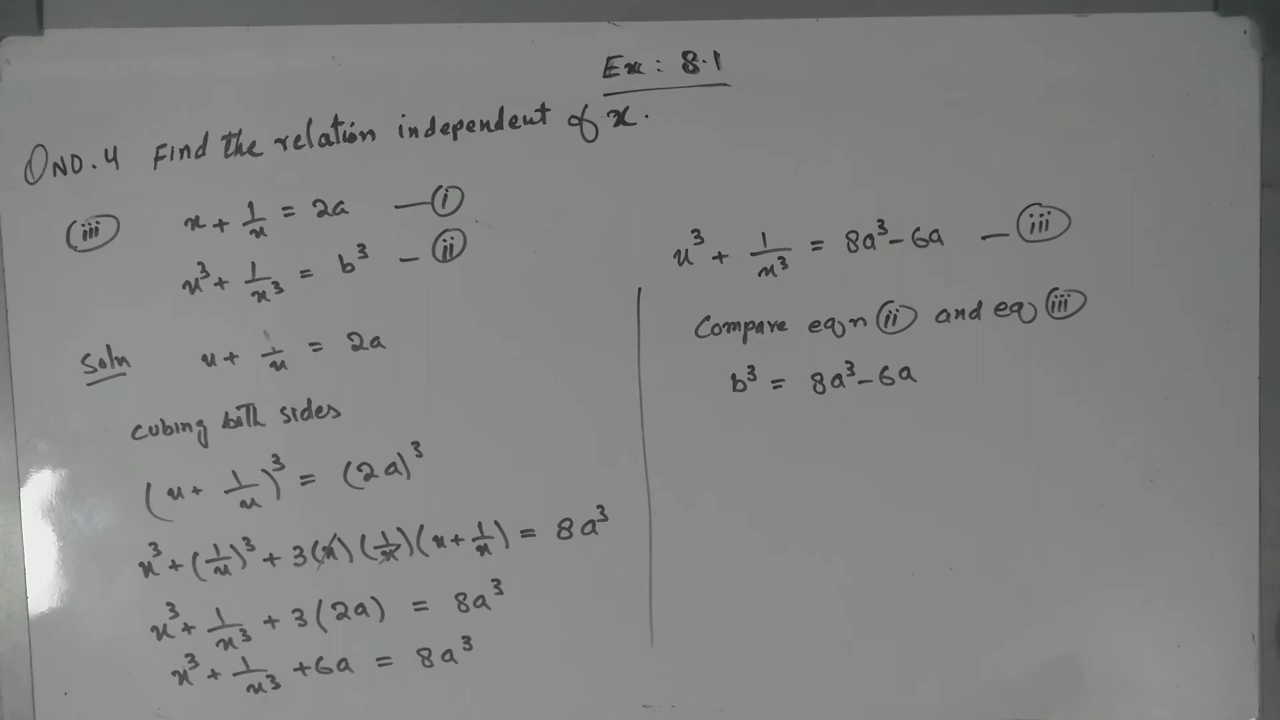 Ex: 8.1
QNO.4 Find the relation independent of x.
(iii) x + 1/x = 2a — (i)
x³ + 1/x³ = b³ — (ii)
Soln x + 1/x = 2a
cubing both sides
(x + 1/x)³ = (2a)³
x³ + (1/x)³ + 3(x)(1/x)(x + 1/x) = 8a³
x³ + 1/x³ + 3(2a) = 8a³
x³ + 1/x³ + 6a = 8a³
x³ + 1/x³ = 8a³ - 6a — (iii)
Compare eqn (ii) and eq (iii)
b³ = 8a³ - 6a